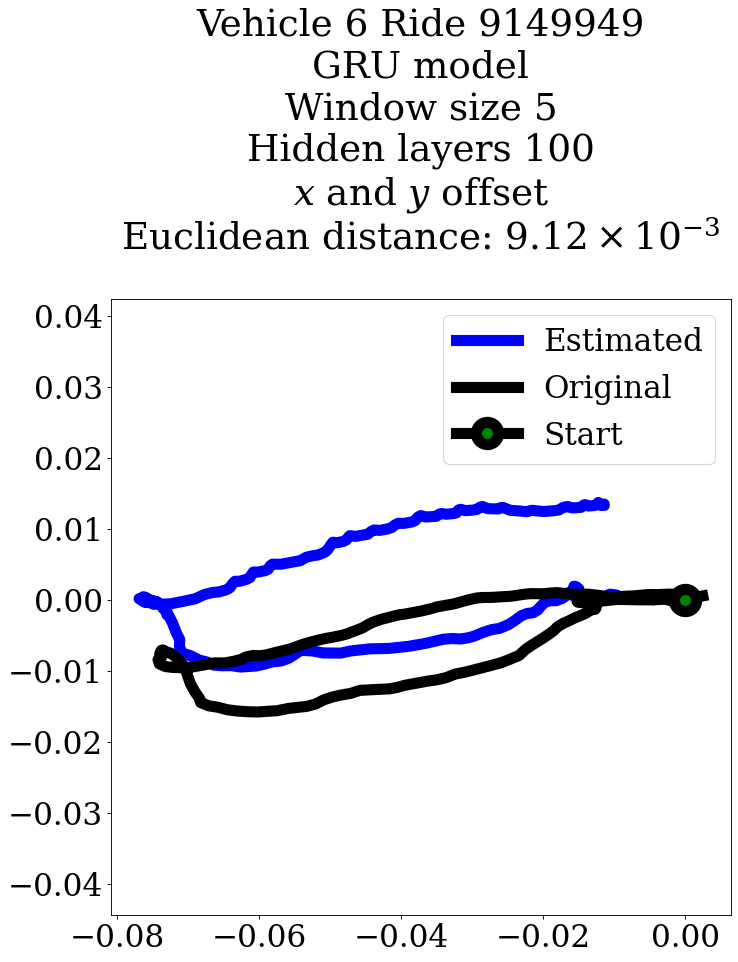 Vehicle 6 Ride 9149949
GRU model
Window size 5
Hidden layers 100
x and y offset
Euclidean distance: 9.12 × 10⁻³
Estimated
Original
Start
0.04
0.03
0.02
0.01
0.00
−0.01
−0.02
−0.03
−0.04
−0.08 −0.06 −0.04 −0.02 0.00